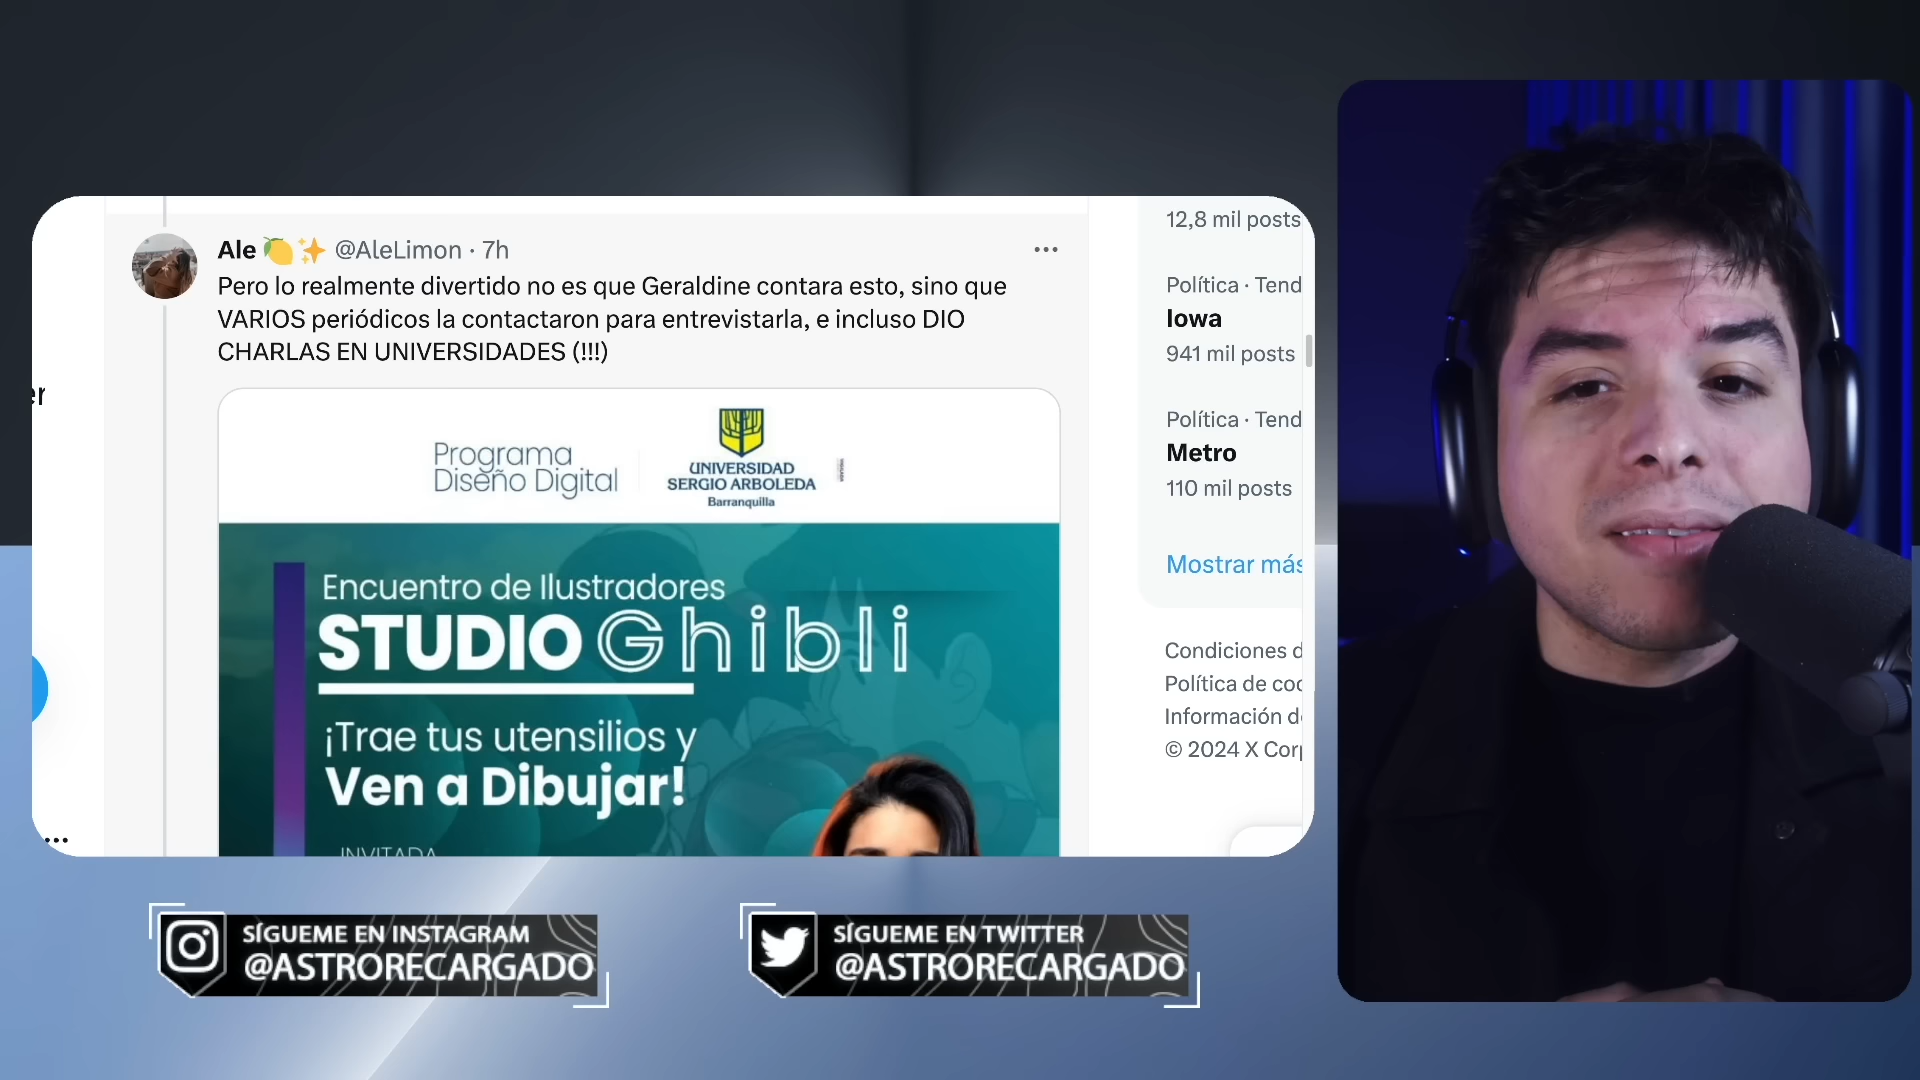 Ale 🍋✨ @AleLimon · 7h
Pero lo realmente divertido no es que Geraldine contara esto, sino que
VARIOS periódicos la contactaron para entrevistarla, e incluso DIO
CHARLAS EN UNIVERSIDADES (!!!)
Programa
Diseño Digital
UNIVERSIDAD
SERGIO ARBOLEDA
Barranquilla
Encuentro de Ilustradores
STUDIO Ghibli
¡Trae tus utensilios y
Ven a Dibujar!
INVITADA
er
12,8 mil posts
Política · Tend
Iowa
941 mil posts
Política · Tend
Metro
110 mil posts
Mostrar más
Condiciones d
Política de coo
Información d
© 2024 X Corp
SÍGUEME EN INSTAGRAM
@ASTRORECARGADO
SÍGUEME EN TWITTER
@ASTRORECARGADO